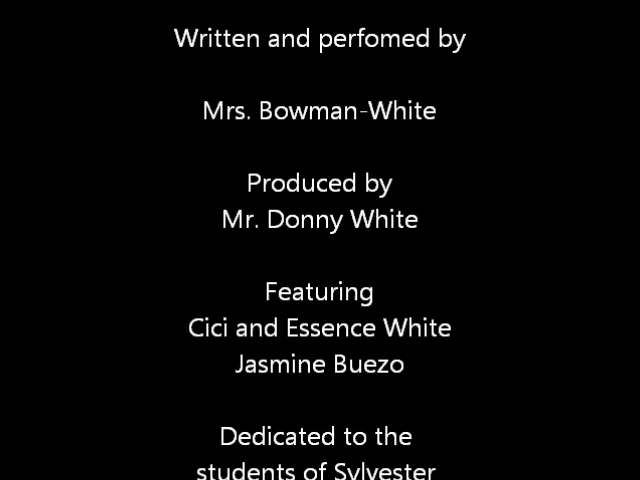 Written and perfomed by
Mrs. Bowman-White
Produced by
Mr. Donny White
Featuring
Cici and Essence White
Jasmine Buezo
Dedicated to the
students of Sylvester